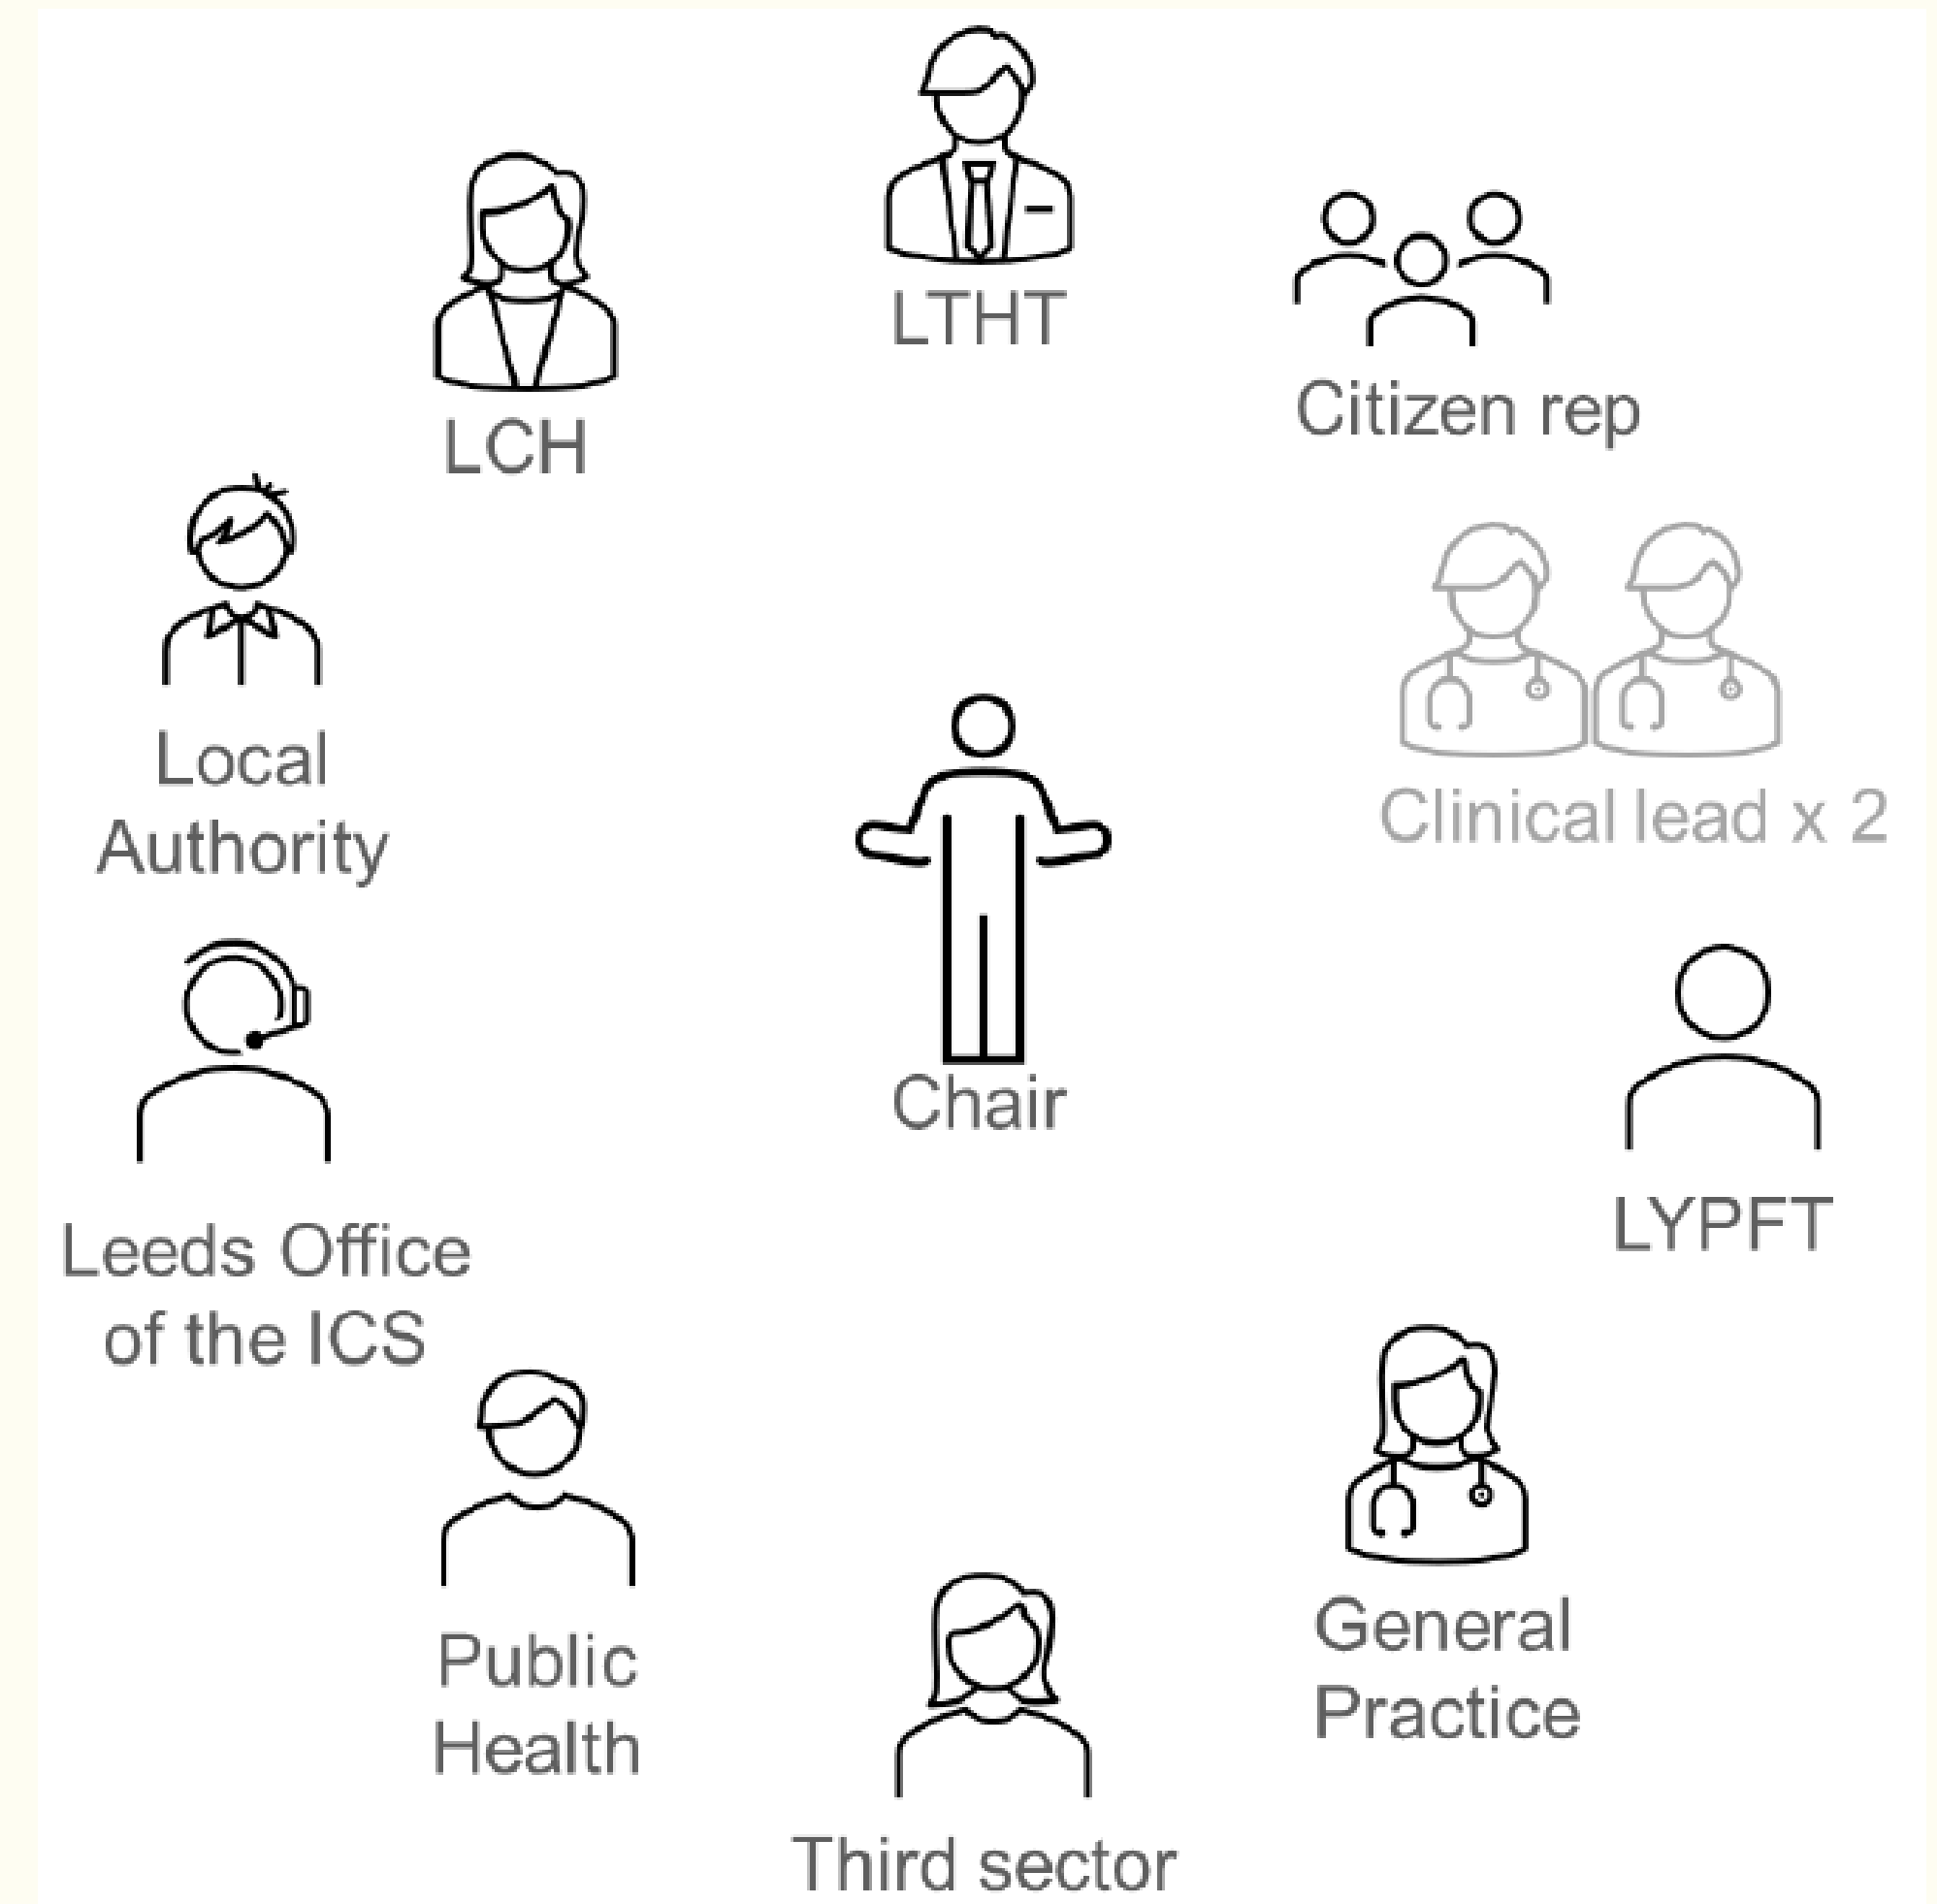 LTHT
Citizen rep
LCH
Local
Authority
Clinical lead x 2
Chair
LYPFT
Leeds Office
of the ICS
General
Practice
Public
Health
Third sector